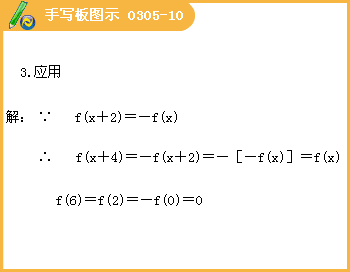 手写板图示 0305-10
3.应用
解： ∵ f(x＋2)＝－f(x)
∴ f(x＋4)＝－f(x＋2)＝－［－f(x)］＝f(x)
f(6)＝f(2)＝－f(0)＝0